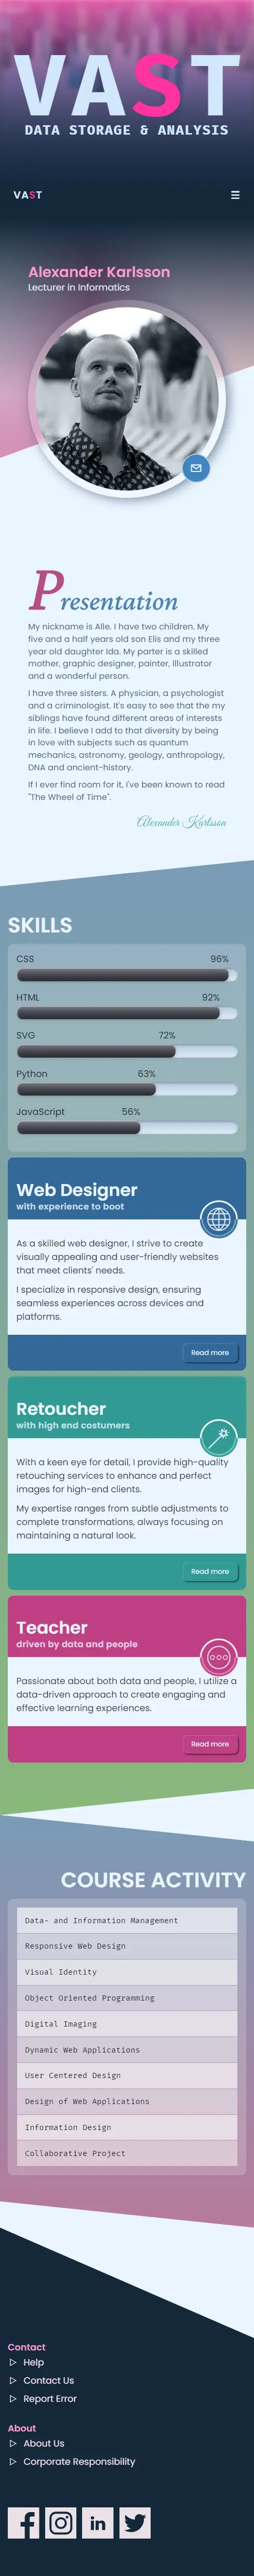 VAST
DATA STORAGE & ANALYSIS
VAST
Alexander Karlsson
Lecturer in Informatics
Presentation
My nickname is Alle. I have two children. My
five and a half years old son Elis and my three
year old daughter Ida. My parter is a skilled
mother, graphic designer, painter, illustrator
and a wonderful person.
I have three sisters. A physician, a psychologist
and a criminologist. It's easy to see that the my
siblings have found different areas of interests
in life. I believe I add to that diversity by being
in love with subjects such as quantum
mechanics, astronomy, geology, anthropology,
DNA and ancient-history.
If I ever find room for it, I've been known to read
"The Wheel of Time".
Alexander Karlsson
SKILLS
CSS 96%
HTML 92%
SVG 72%
Python 63%
JavaScript 56%
Web Designer
with experience to boot
As a skilled web designer, I strive to create
visually appealing and user-friendly websites
that meet clients' needs.
I specialize in responsive design, ensuring
seamless experiences across devices and
platforms.
Read more
Retoucher
with high end costumers
With a keen eye for detail, I provide high-quality
retouching services to enhance and perfect
images for high-end clients.
My expertise ranges from subtle adjustments to
complete transformations, always focusing on
maintaining a natural look.
Read more
Teacher
driven by data and people
Passionate about both data and people, I utilize a
data-driven approach to create engaging and
effective learning experiences.
Read more
COURSE ACTIVITY
Data- and Information Management
Responsive Web Design
Visual Identity
Object Oriented Programming
Digital Imaging
Dynamic Web Applications
User Centered Design
Design of Web Applications
Information Design
Collaborative Project
Contact
Help
Contact Us
Report Error
About
About Us
Corporate Responsibility